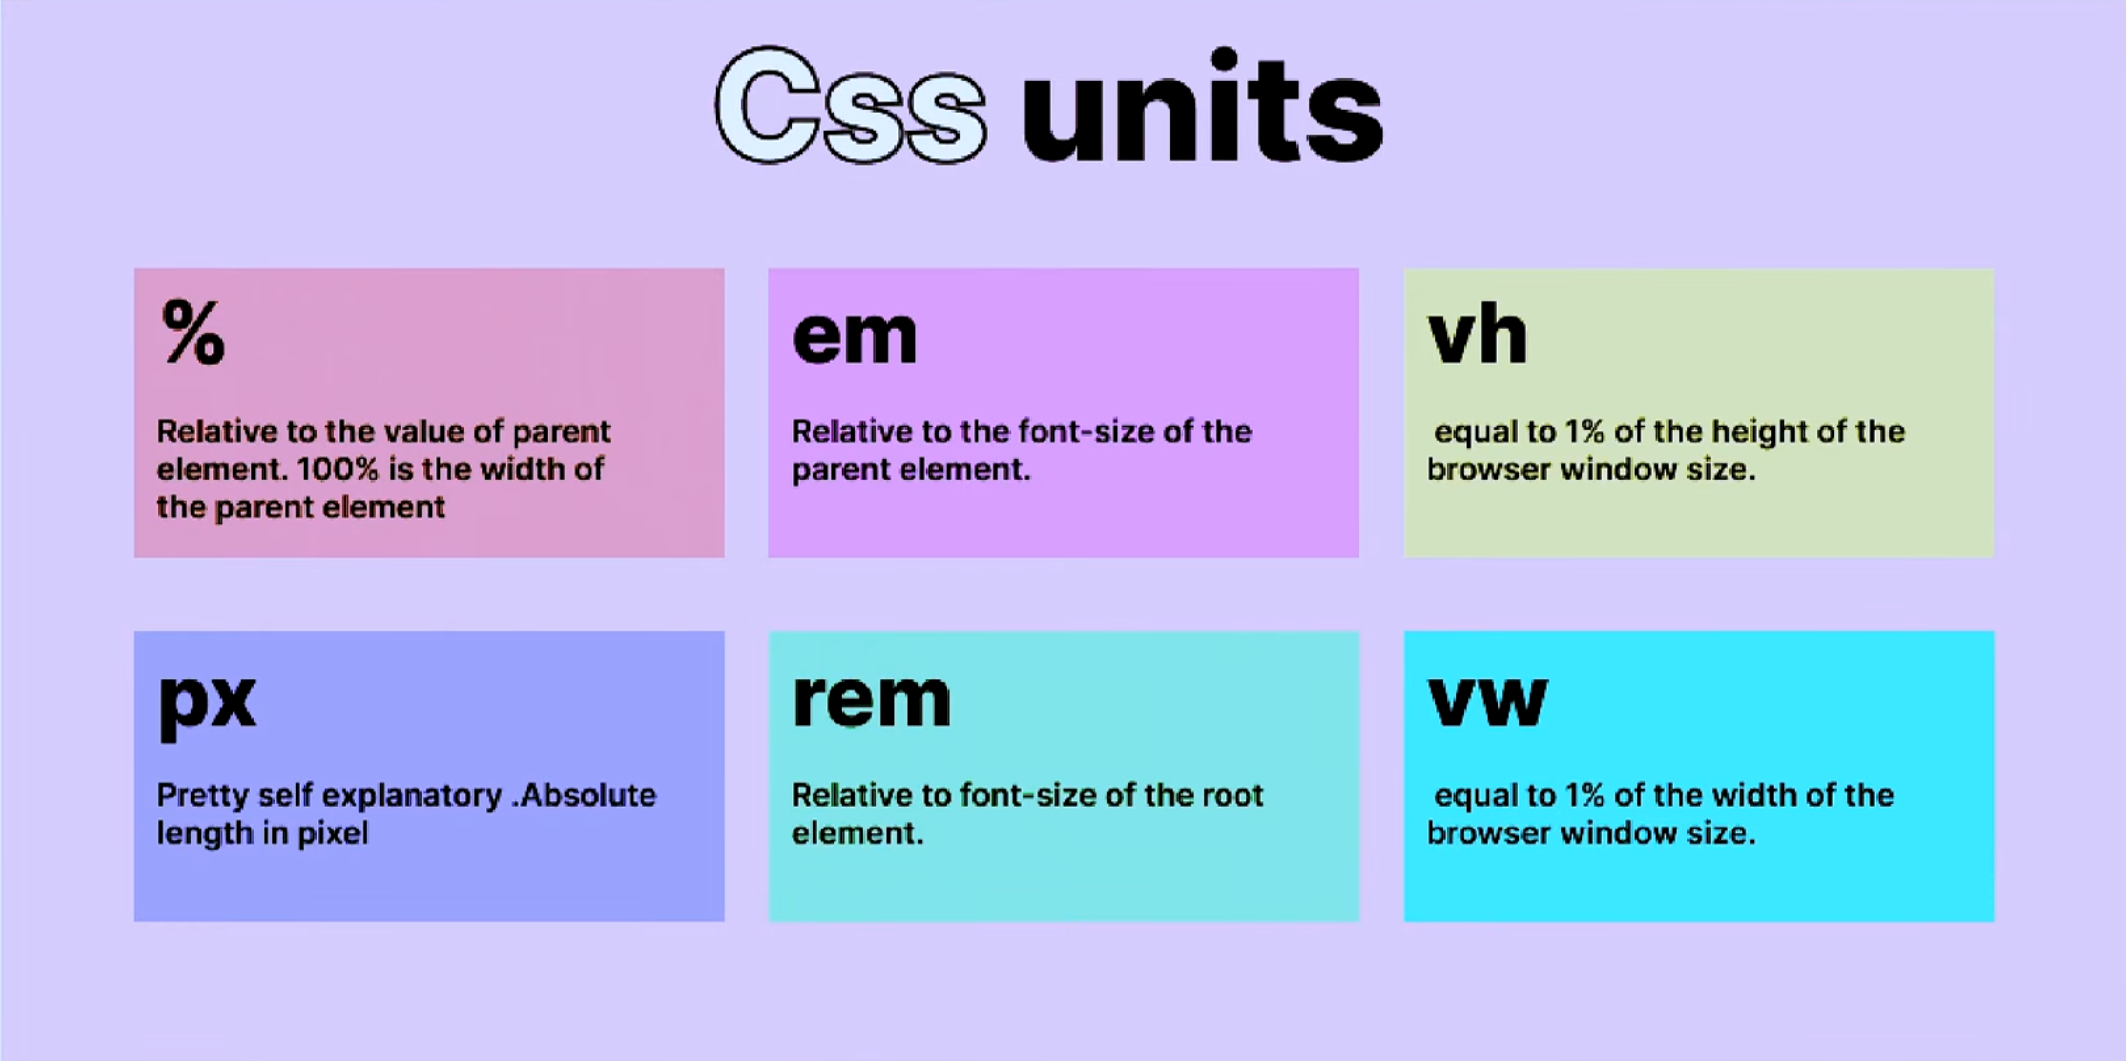 Css units
%
Relative to the value of parent
element. 100% is the width of
the parent element
em
Relative to the font-size of the
parent element.
vh
equal to 1% of the height of the
browser window size.
px
Pretty self explanatory .Absolute
length in pixel
rem
Relative to font-size of the root
element.
vw
equal to 1% of the width of the
browser window size.